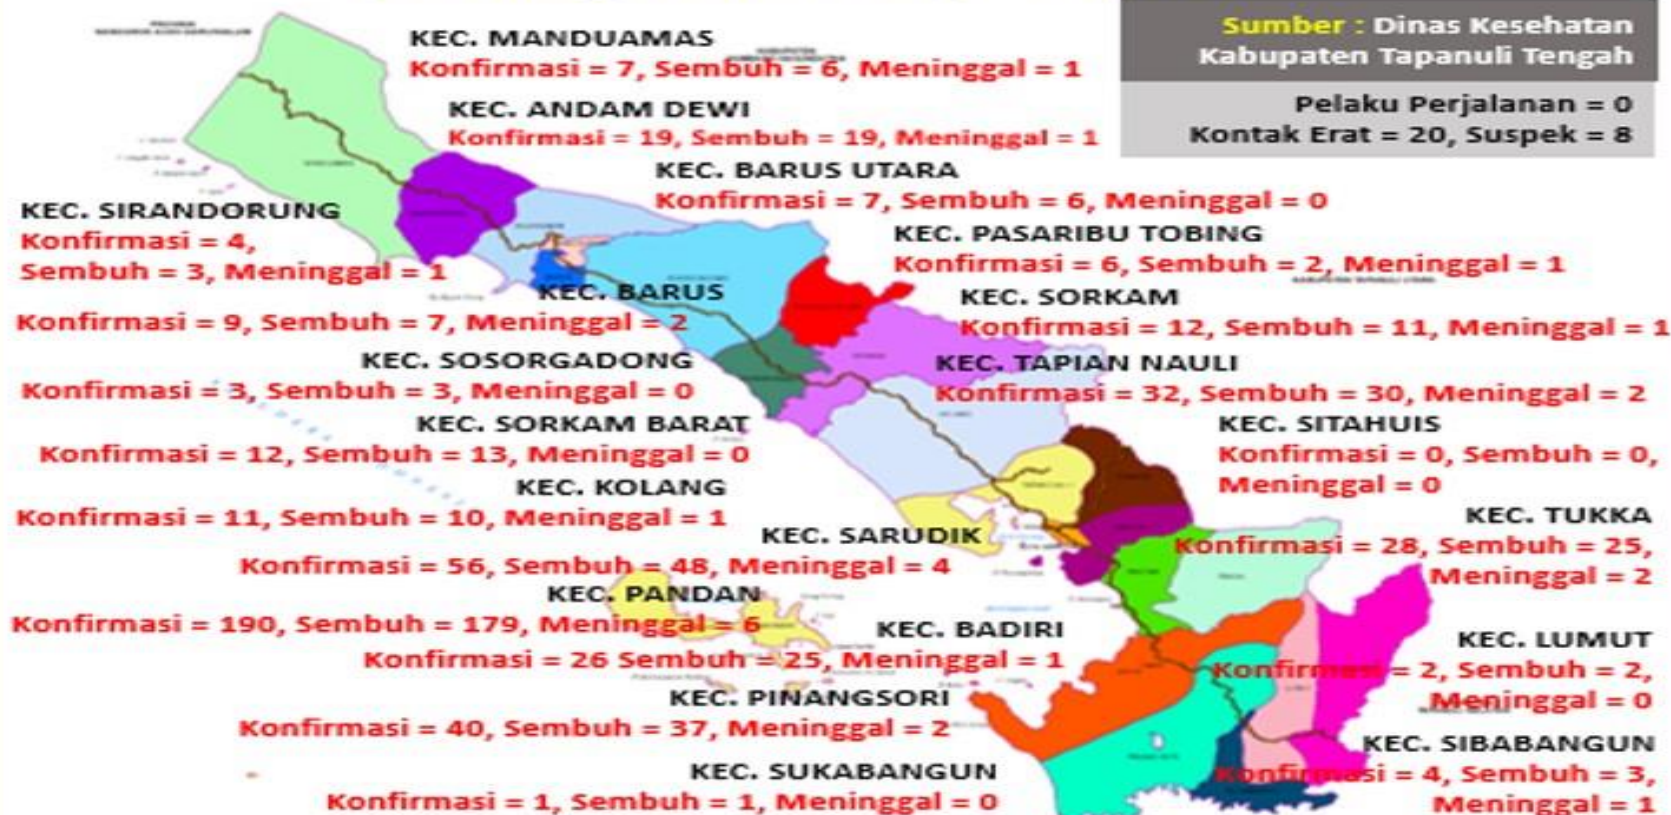 Sumber : Dinas Kesehatan
Kabupaten Tapanuli Tengah
Pelaku Perjalanan = 0
Kontak Erat = 20, Suspek = 8
KEC. MANDUAMAS
Konfirmasi = 7, Sembuh = 6, Meninggal = 1
KEC. ANDAM DEWI
Konfirmasi = 19, Sembuh = 19, Meninggal = 1
KEC. BARUS UTARA
Konfirmasi = 7, Sembuh = 6, Meninggal = 0
KEC. SIRANDORUNG
Konfirmasi = 4,
Sembuh = 3, Meninggal = 1
KEC. PASARIBU TOBING
Konfirmasi = 6, Sembuh = 2, Meninggal = 1
KEC. BARUS
Konfirmasi = 9, Sembuh = 7, Meninggal = 2
KEC. SORKAM
Konfirmasi = 12, Sembuh = 11, Meninggal = 1
KEC. SOSORGADONG
Konfirmasi = 3, Sembuh = 3, Meninggal = 0
KEC. TAPIAN NAULI
Konfirmasi = 32, Sembuh = 30, Meninggal = 2
KEC. SORKAM BARAT
Konfirmasi = 12, Sembuh = 13, Meninggal = 0
KEC. SITAHUIS
Konfirmasi = 0, Sembuh = 0,
Meninggal = 0
KEC. KOLANG
Konfirmasi = 11, Sembuh = 10, Meninggal = 1
KEC. SARUDIK
Konfirmasi = 56, Sembuh = 48, Meninggal = 4
KEC. TUKKA
Konfirmasi = 28, Sembuh = 25,
Meninggal = 2
KEC. PANDAN
Konfirmasi = 190, Sembuh = 179, Meninggal = 6
KEC. BADIRI
Konfirmasi = 26 Sembuh = 25, Meninggal = 1
KEC. LUMUT
Konfirmasi = 2, Sembuh = 2,
Meninggal = 0
KEC. PINANGSORI
Konfirmasi = 40, Sembuh = 37, Meninggal = 2
KEC. SIBABANGUN
Konfirmasi = 4, Sembuh = 3,
Meninggal = 1
KEC. SUKABANGUN
Konfirmasi = 1, Sembuh = 1, Meninggal = 0